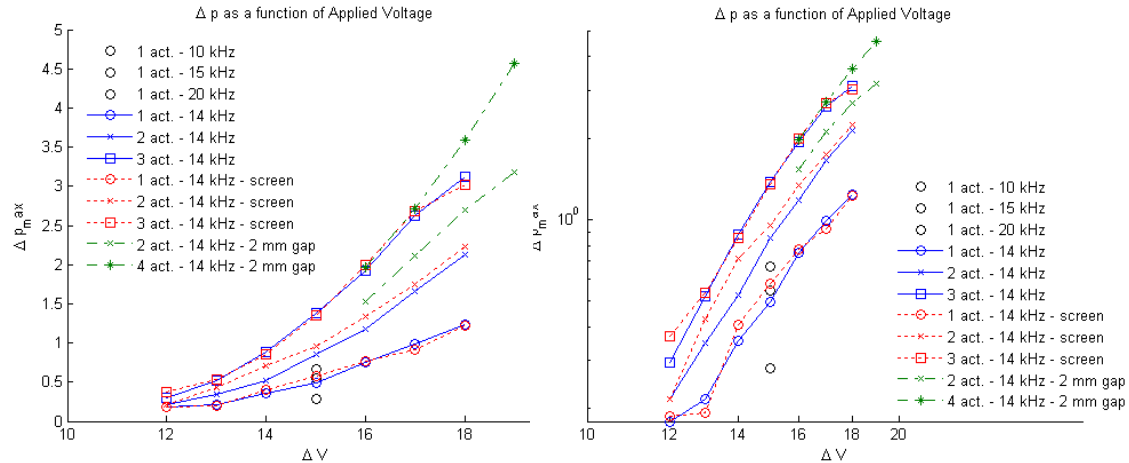 Δ p as a function of Applied Voltage
5
4.5
4
3.5
3
2.5
2
1.5
1
0.5
0
Δ p_max
10
12
14
16
18
Δ V
1 act. - 10 kHz
1 act. - 15 kHz
1 act. - 20 kHz
1 act. - 14 kHz
2 act. - 14 kHz
3 act. - 14 kHz
1 act. - 14 kHz - screen
2 act. - 14 kHz - screen
3 act. - 14 kHz - screen
2 act. - 14 kHz - 2 mm gap
4 act. - 14 kHz - 2 mm gap
Δ p as a function of Applied Voltage
10^0
Δ p_max
10
12
14
16
18
20
Δ V
1 act. - 10 kHz
1 act. - 15 kHz
1 act. - 20 kHz
1 act. - 14 kHz
2 act. - 14 kHz
3 act. - 14 kHz
1 act. - 14 kHz - screen
2 act. - 14 kHz - screen
3 act. - 14 kHz - screen
2 act. - 14 kHz - 2 mm gap
4 act. - 14 kHz - 2 mm gap